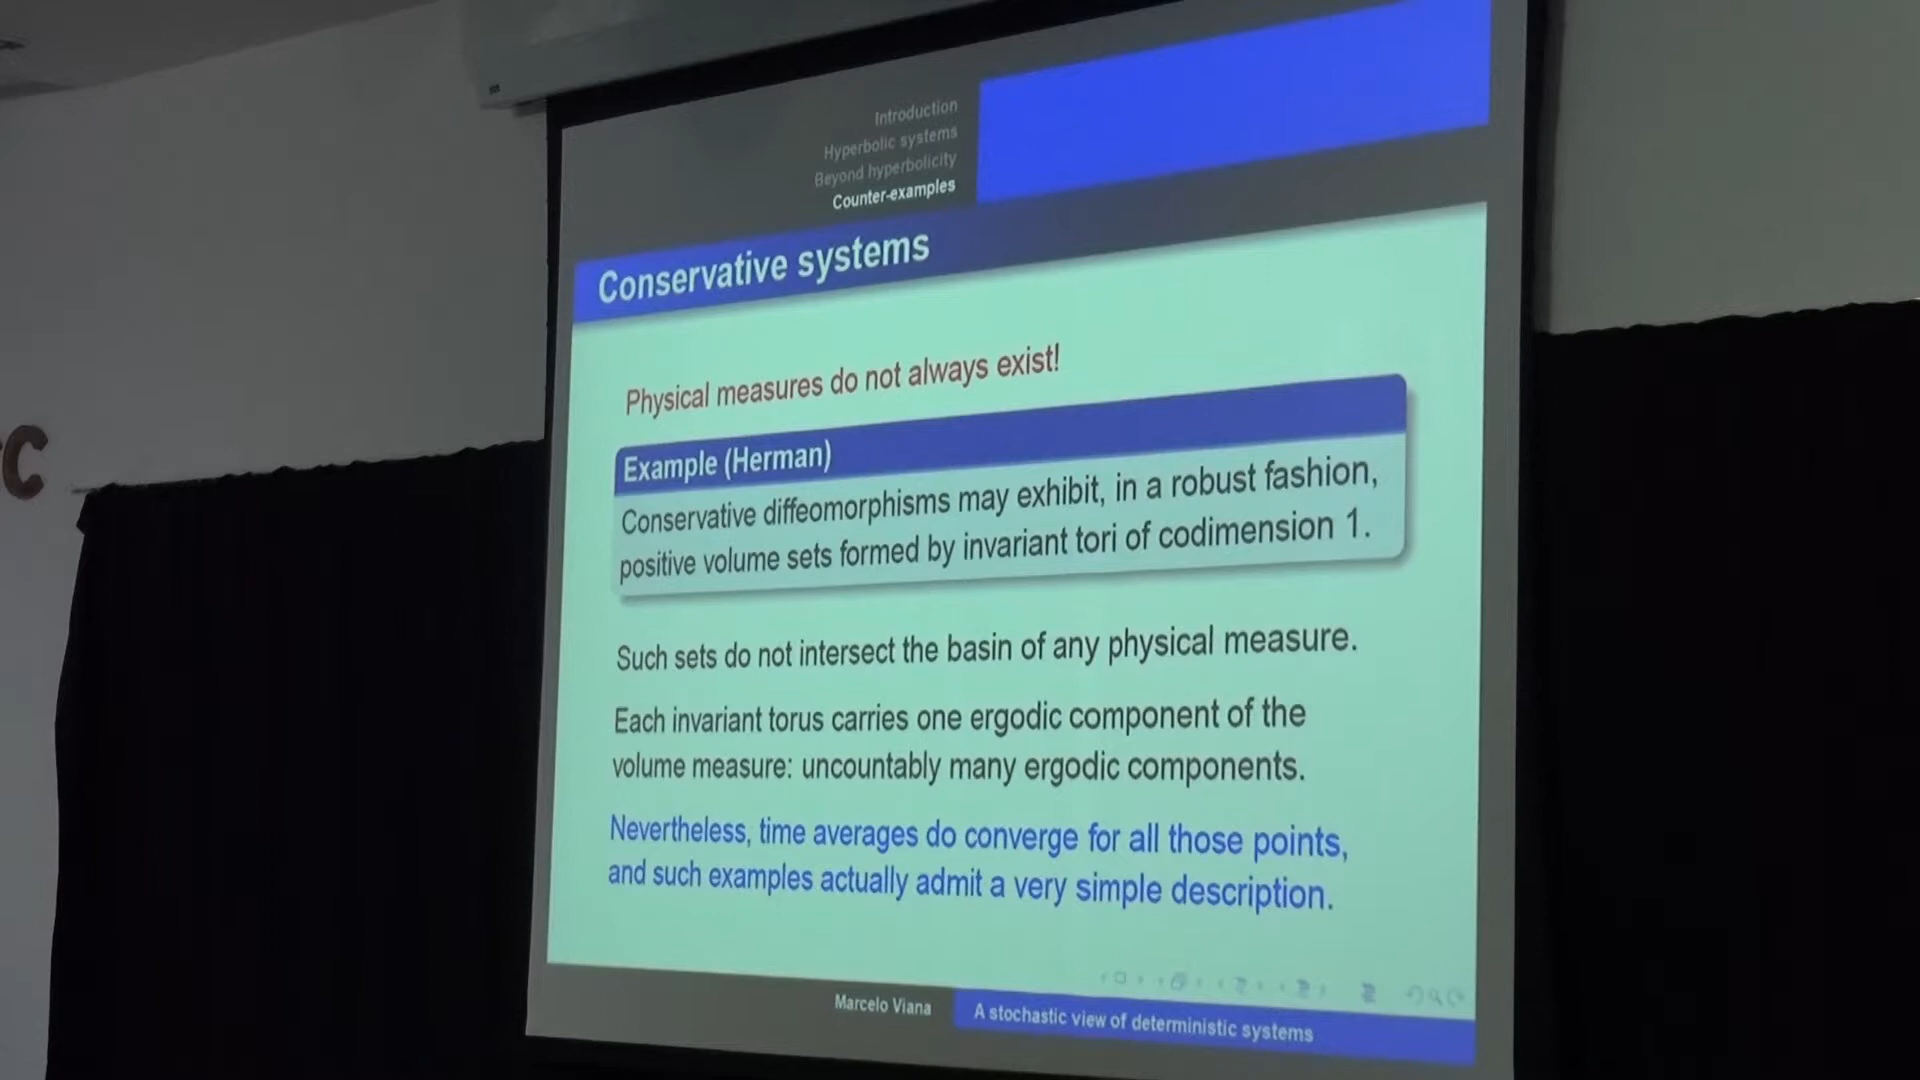 Introduction
Hyperbolic systems
Beyond hyperbolicity
Counter-examples
Conservative systems
Physical measures do not always exist!
Example (Herman)
Conservative diffeomorphisms may exhibit, in a robust fashion,
positive volume sets formed by invariant tori of codimension 1.
Such sets do not intersect the basin of any physical measure.
Each invariant torus carries one ergodic component of the
volume measure: uncountably many ergodic components.
Nevertheless, time averages do converge for all those points,
and such examples actually admit a very simple description.
Marcelo Viana
A stochastic view of deterministic systems
C